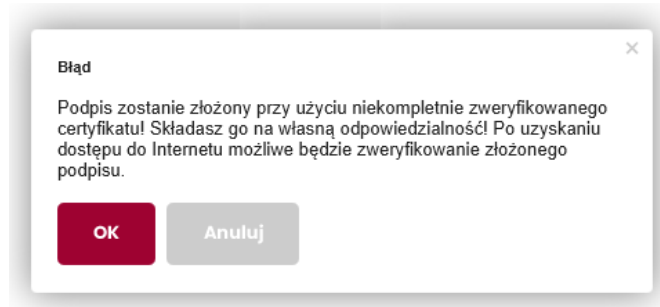 Błąd
Podpis zostanie złożony przy użyciu niekompletnie zweryfikowanego
certyfikatu! Składasz go na własną odpowiedzialność! Po uzyskaniu
dostępu do Internetu możliwe będzie zweryfikowanie złożonego
podpisu.
OK Anuluj